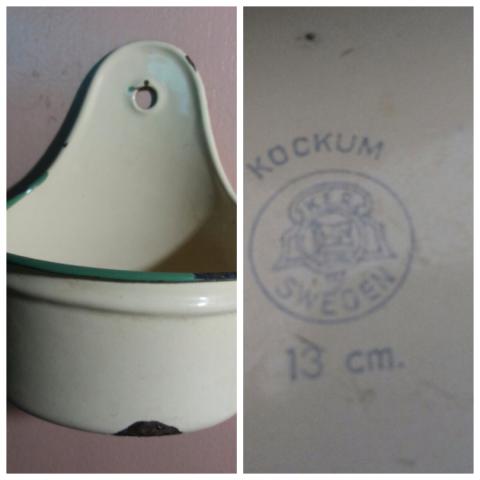 KOCKUM
KER
SWEDEN
13 cm.